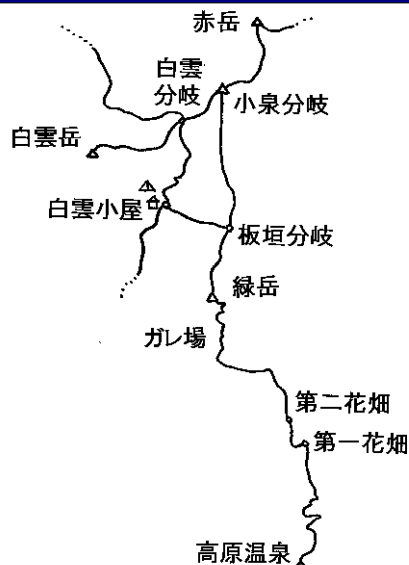 赤岳
白雲
分岐
小泉分岐
白雲岳
白雲小屋
板垣分岐
緑岳
ガレ場
第二花畑
第一花畑
高原温泉